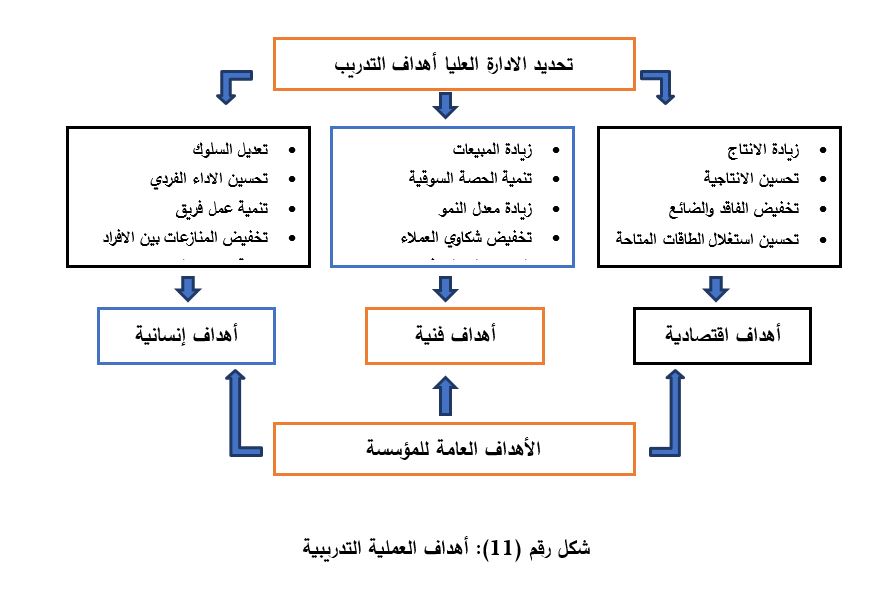 تحديد الادارة العليا أهداف التدريب
• زيادة الانتاج
• تحسين الانتاجية
• تخفيض الفاقد والضائع
• تحسين استغلال الطاقات المتاحة
• زيادة المبيعات
• تنمية الحصة السوقية
• زيادة معدل النمو
• تخفيض شكاوي العملاء
• تعديل السلوك
• تحسين الاداء الفردي
• تنمية عمل فريق
• تخفيض المنازعات بين الافراد
أهداف اقتصادية
أهداف فنية
أهداف إنسانية
الأهداف العامة للمؤسسة
شكل رقم (11): أهداف العملية التدريبية